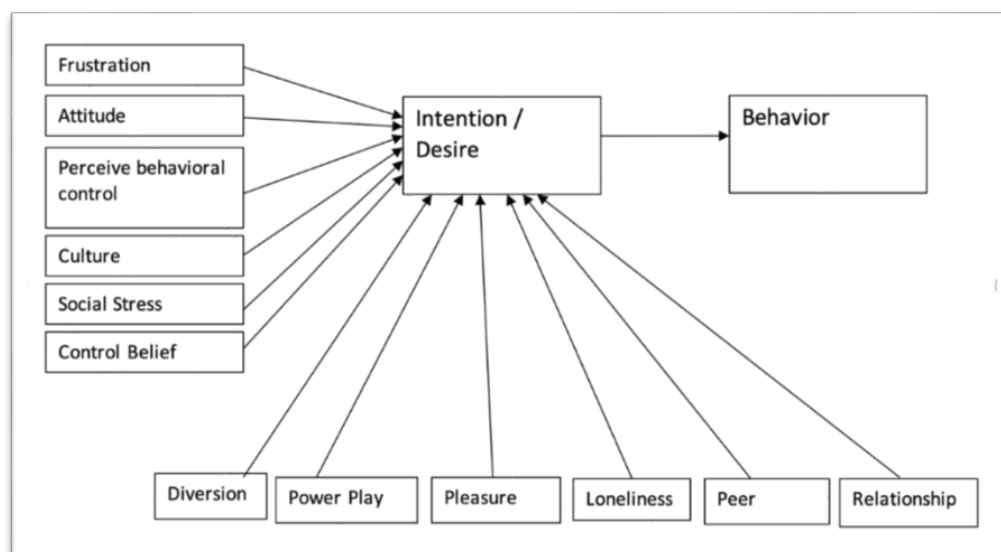 Frustration
Attitude
Perceive behavioral
control
Culture
Social Stress
Control Belief
Intention /
Desire
Behavior
Diversion
Power Play
Pleasure
Loneliness
Peer
Relationship